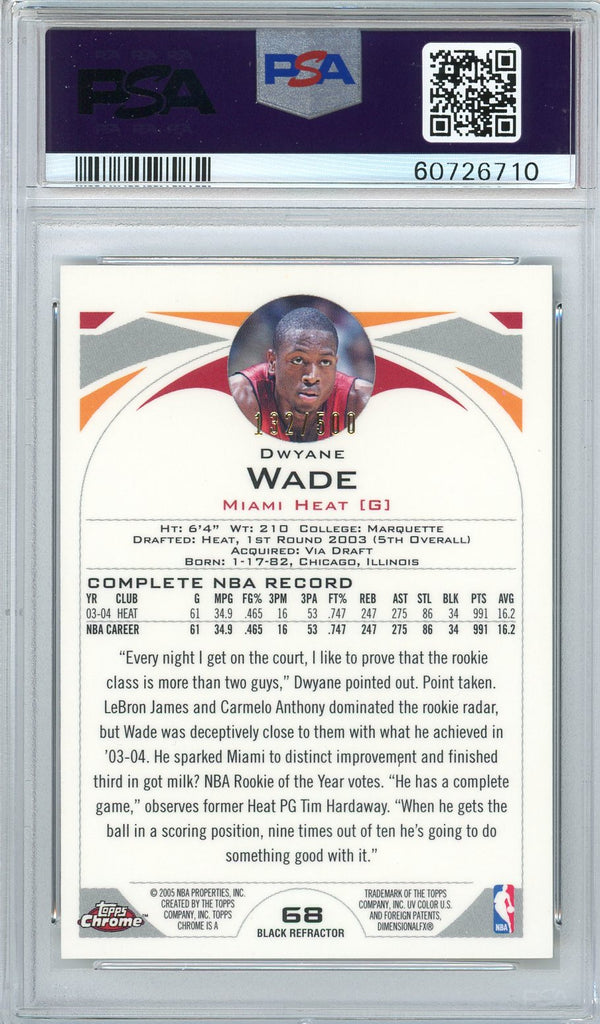 PSA
PSA
60726710
132/500
DWYANE
WADE
MIAMI HEAT [G]
HT: 6'4" WT: 210 COLLEGE: MARQUETTE
DRAFTED: HEAT, 1ST ROUND 2003 (5TH OVERALL)
ACQUIRED: VIA DRAFT
BORN: 1-17-82, CHICAGO, ILLINOIS
COMPLETE NBA RECORD
YR CLUB G MPG FG% 3PM 3PA FT% REB AST STL BLK PTS AVG
03-04 HEAT 61 34.9 .465 16 53 .747 247 275 86 34 991 16.2
NBA CAREER 61 34.9 .465 16 53 .747 247 275 86 34 991 16.2
"Every night I get on the court, I like to prove that the rookie
class is more than two guys," Dwyane pointed out. Point taken.
LeBron James and Carmelo Anthony dominated the rookie radar,
but Wade was deceptively close to them with what he achieved in
'03-04. He sparked Miami to distinct improvement and finished
third in got milk? NBA Rookie of the Year votes. "He has a complete
game," observes former Heat PG Tim Hardaway. "When he gets the
ball in a scoring position, nine times out of ten he's going to do
something good with it."
© 2005 NBA PROPERTIES, INC.
CREATED BY THE TOPPS
COMPANY, INC. TOPPS
CHROME IS A
TRADEMARK OF THE TOPPS
COMPANY, INC. UV COLOR U.S.
AND FOREIGN PATENTS,
DIMENSIONALFX®
Topps
Chrome™
68
BLACK REFRACTOR
NBA